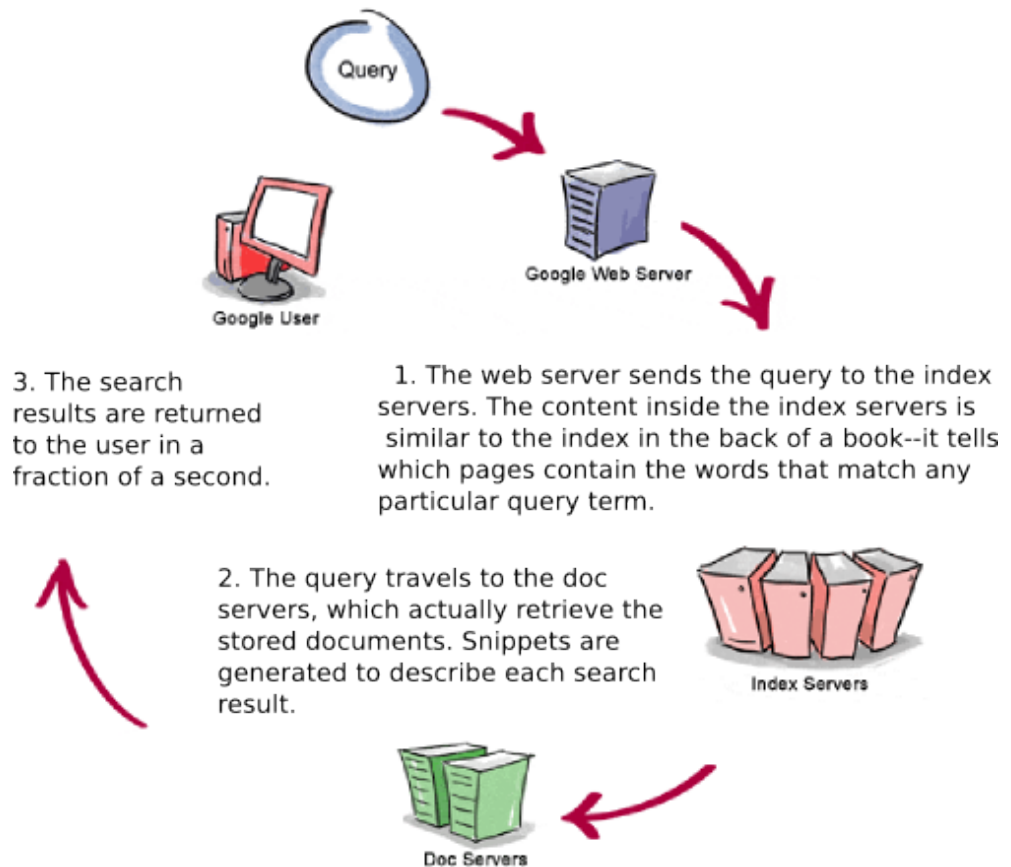 Query
Google Web Server
Google User
1. The web server sends the query to the index
servers. The content inside the index servers is
similar to the index in the back of a book--it tells
which pages contain the words that match any
particular query term.
Index Servers
2. The query travels to the doc
servers, which actually retrieve the
stored documents. Snippets are
generated to describe each search
result.
Doc Servers
3. The search
results are returned
to the user in a
fraction of a second.